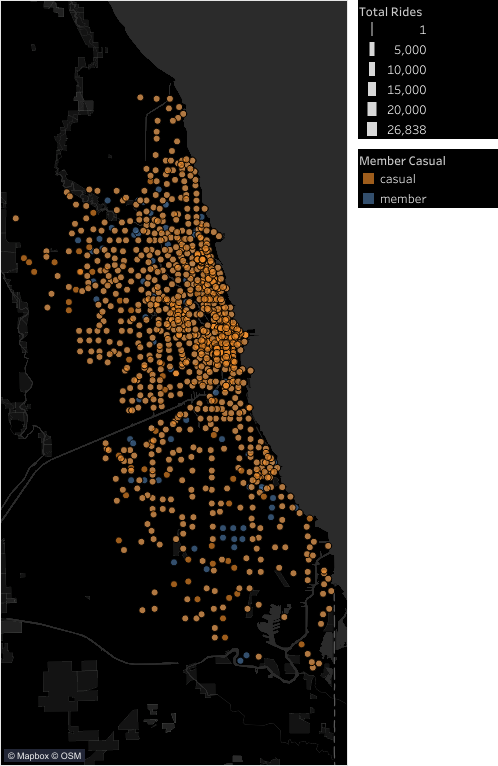 Total Rides
1
5,000
10,000
15,000
20,000
26,838
Member Casual
casual
member
© Mapbox © OSM